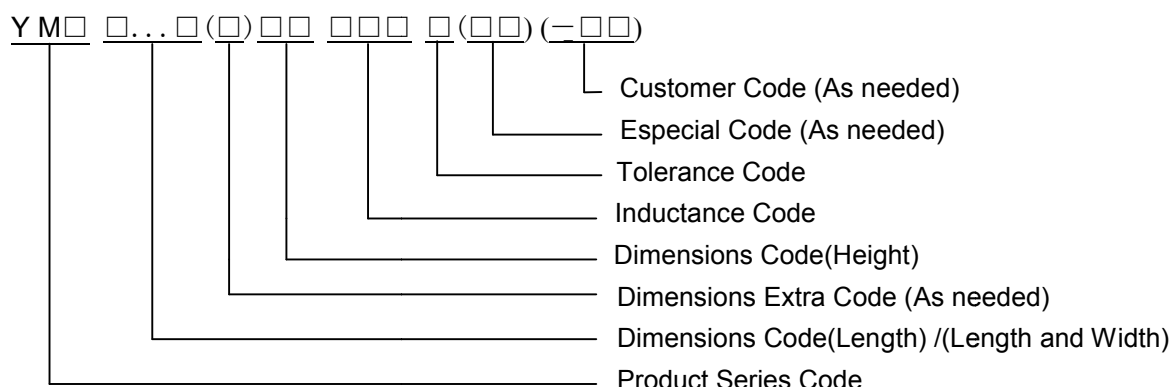 YM□ □...□(□)□□ □□□ □(□□)(-□□)
Customer Code (As needed)
Especial Code (As needed)
Tolerance Code
Inductance Code
Dimensions Code(Height)
Dimensions Extra Code (As needed)
Dimensions Code(Length) /(Length and Width)
Product Series Code